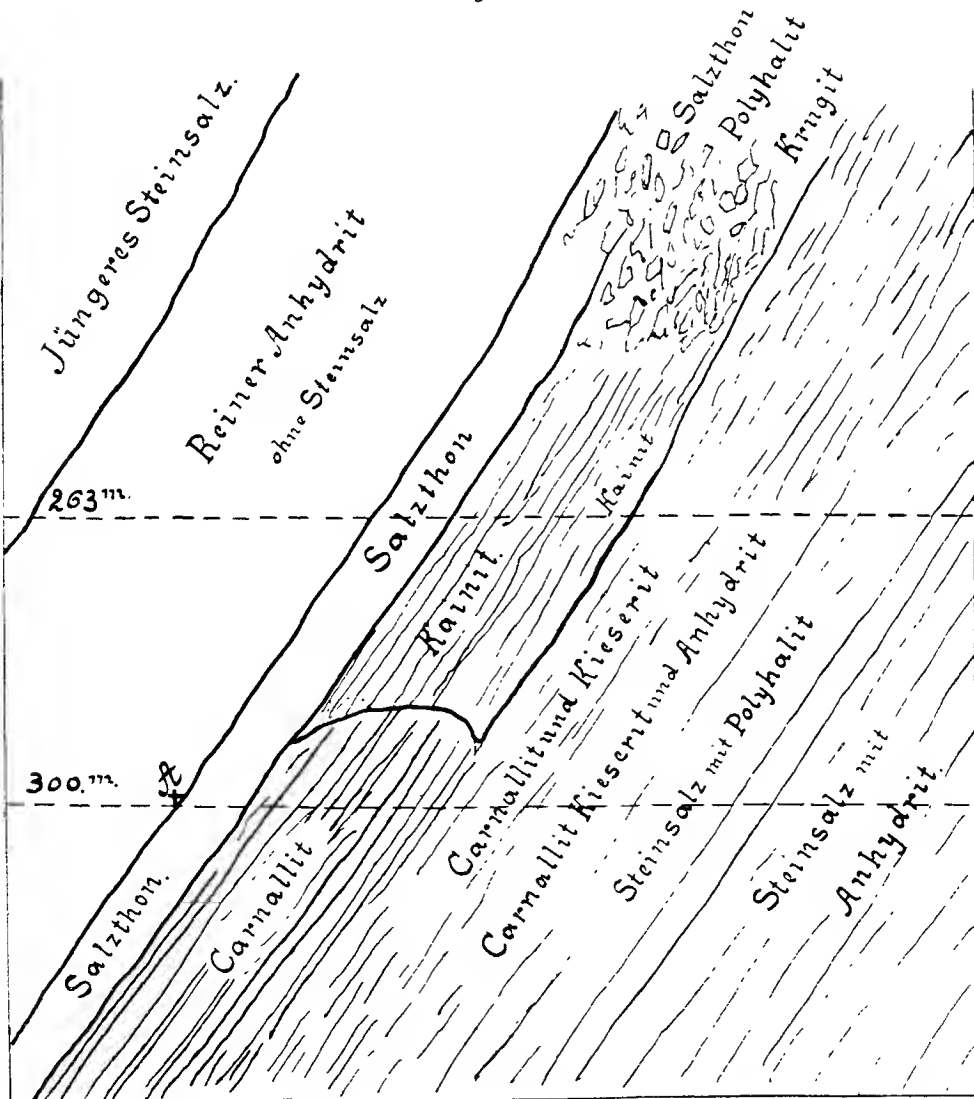 Jüngeres Steinsalz.
Reiner Anhydrit
ohne Steinsalz
Salzthon
Polyhalit
Krugit
263 m.
Salzthon
Kainit.
Kainit
300. m.
A
Salzthon.
Carnallit
Carnallit und Kieserit
Carnallit Kieserit und Anhydrit
Steinsalz mit Polyhalit
Steinsalz mit
Anhydrit.